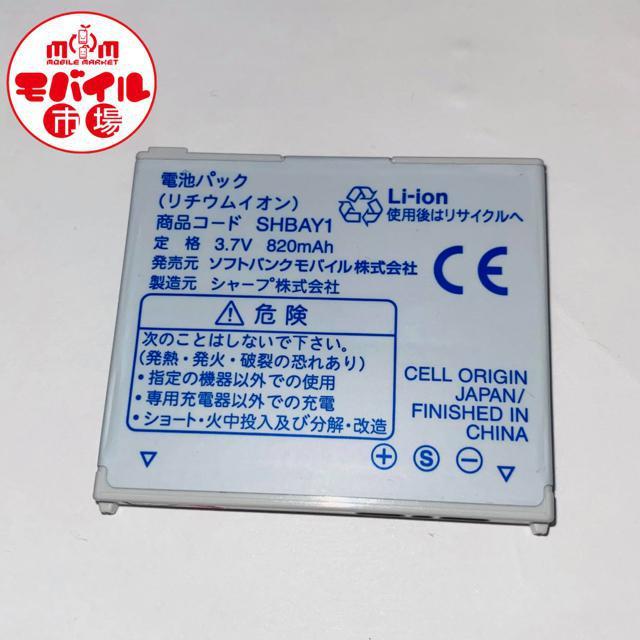 mm
MOBILE MARKET
モバイル
市場
電池パック
(リチウムイオン)
商品コード SHBAY1
定格 3.7V 820mAh
発売元 ソフトバンクモバイル株式会社
製造元 シャープ株式会社
Li-ion
使用後はリサイクルへ
CE
⚠ 危険
次のことはしないで下さい。
(発熱・発火・破裂の恐れあり)
・指定の機器以外での使用
・専用充電器以外での充電
・ショート・火中投入及び分解・改造
CELL ORIGIN
JAPAN/
FINISHED IN
CHINA
+ S −